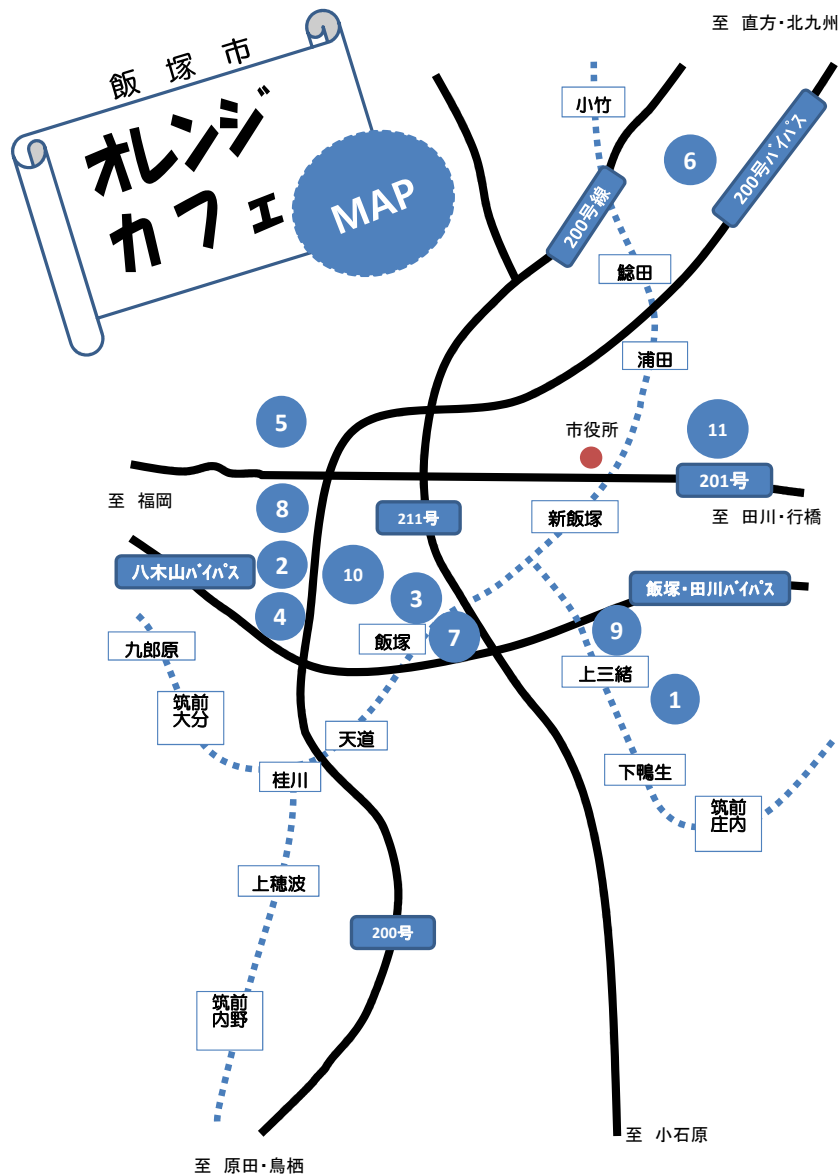 至 直方・北九州
飯塚市
オレンジ
カフェ
MAP
小竹
6
200号バイパス
200号線
鯰田
浦田
5
市役所
11
201号
至 福岡
8
211号
新飯塚
至 田川・行橋
八木山バイパス
2
10
飯塚・田川バイパス
3
4
7
9
飯塚
九郎原
上三緒
1
筑前
大分
天道
下鴨生
桂川
筑前
庄内
上穂波
200号
筑前
内野
至 小石原
至 原田・鳥栖